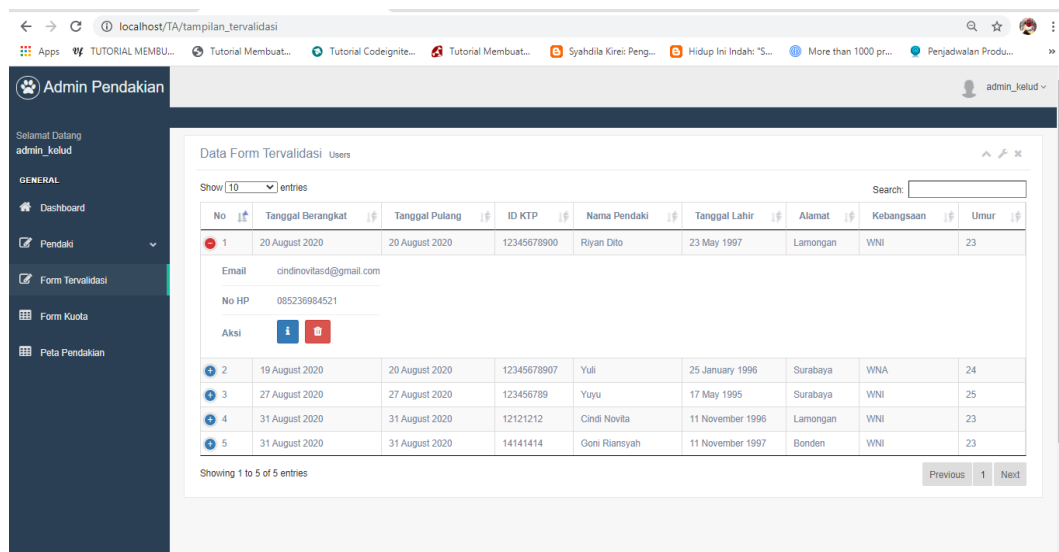 localhost/TA/tampilan_tervalidasi
Apps TUTORIAL MEMBU... Tutorial Membuat... Tutorial Codeignite... Tutorial Membuat... Syahdila Kirei: Peng... Hidup Ini Indah: "S... More than 1000 pr... Penjadwalan Produ... »
Admin Pendakian
admin_kelud
Selamat Datang
admin_kelud
GENERAL
Dashboard
Pendaki
Form Tervalidasi
Form Kuota
Peta Pendakian
Data Form Tervalidasi Users
Show 10 entries Search:
No Tanggal Berangkat Tanggal Pulang ID KTP Nama Pendaki Tanggal Lahir Alamat Kebangsaan Umur
1 20 August 2020 20 August 2020 12345678900 Riyan Dito 23 May 1997 Lamongan WNI 23
Email cindinovitasd@gmail.com
No HP 085236984521
Aksi
2 19 August 2020 20 August 2020 12345678907 Yuli 25 January 1996 Surabaya WNA 24
3 27 August 2020 27 August 2020 123456789 Yuyu 17 May 1995 Surabaya WNI 25
4 31 August 2020 31 August 2020 12121212 Cindi Novita 11 November 1996 Lamongan WNI 23
5 31 August 2020 31 August 2020 14141414 Goni Riansyah 11 November 1997 Bonden WNI 23
Showing 1 to 5 of 5 entries
Previous 1 Next